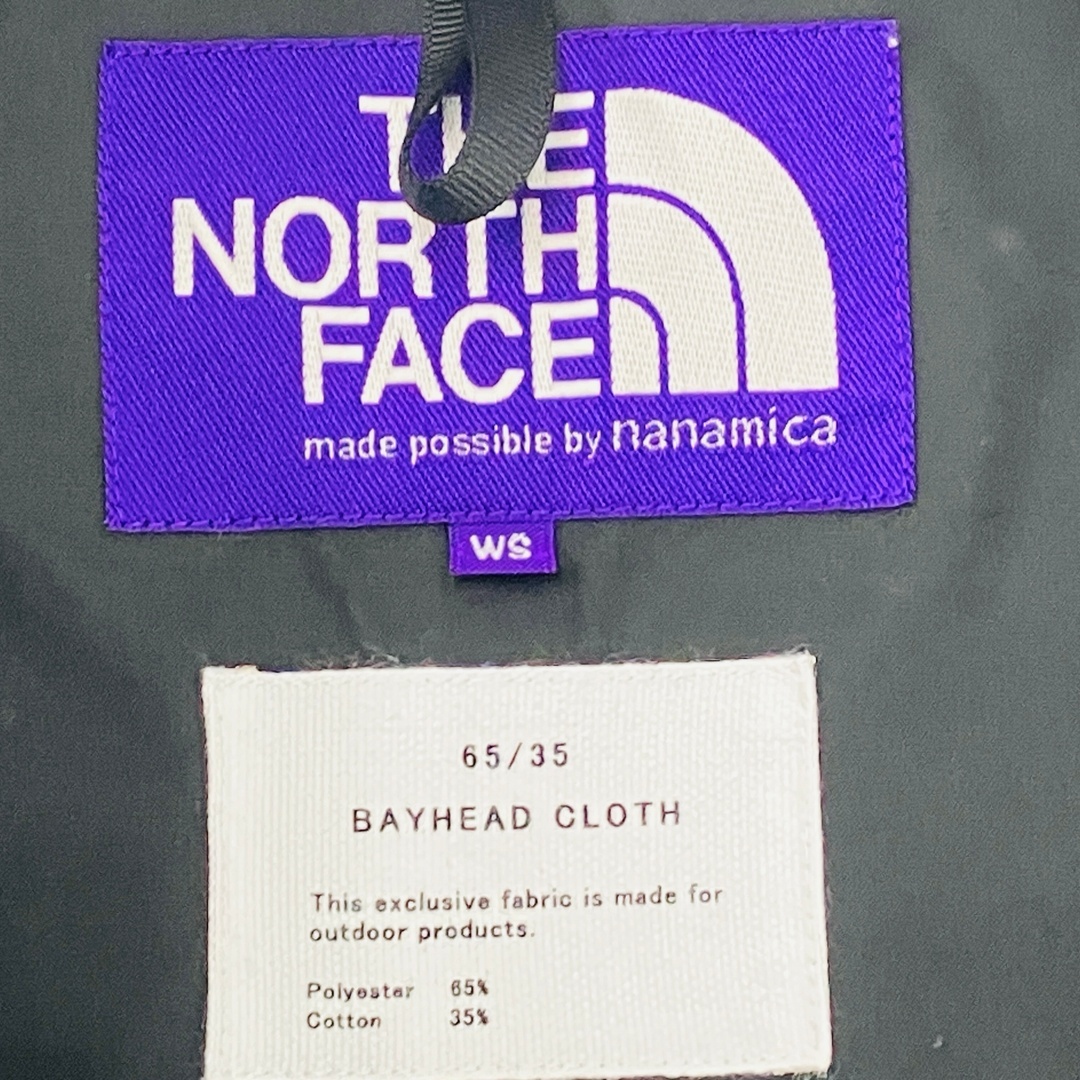 THE
NORTH
FACE
made possible by nanamica
WS
65/35
BAYHEAD CLOTH
This exclusive fabric is made for
outdoor products.
Polyester 65%
Cotton 35%